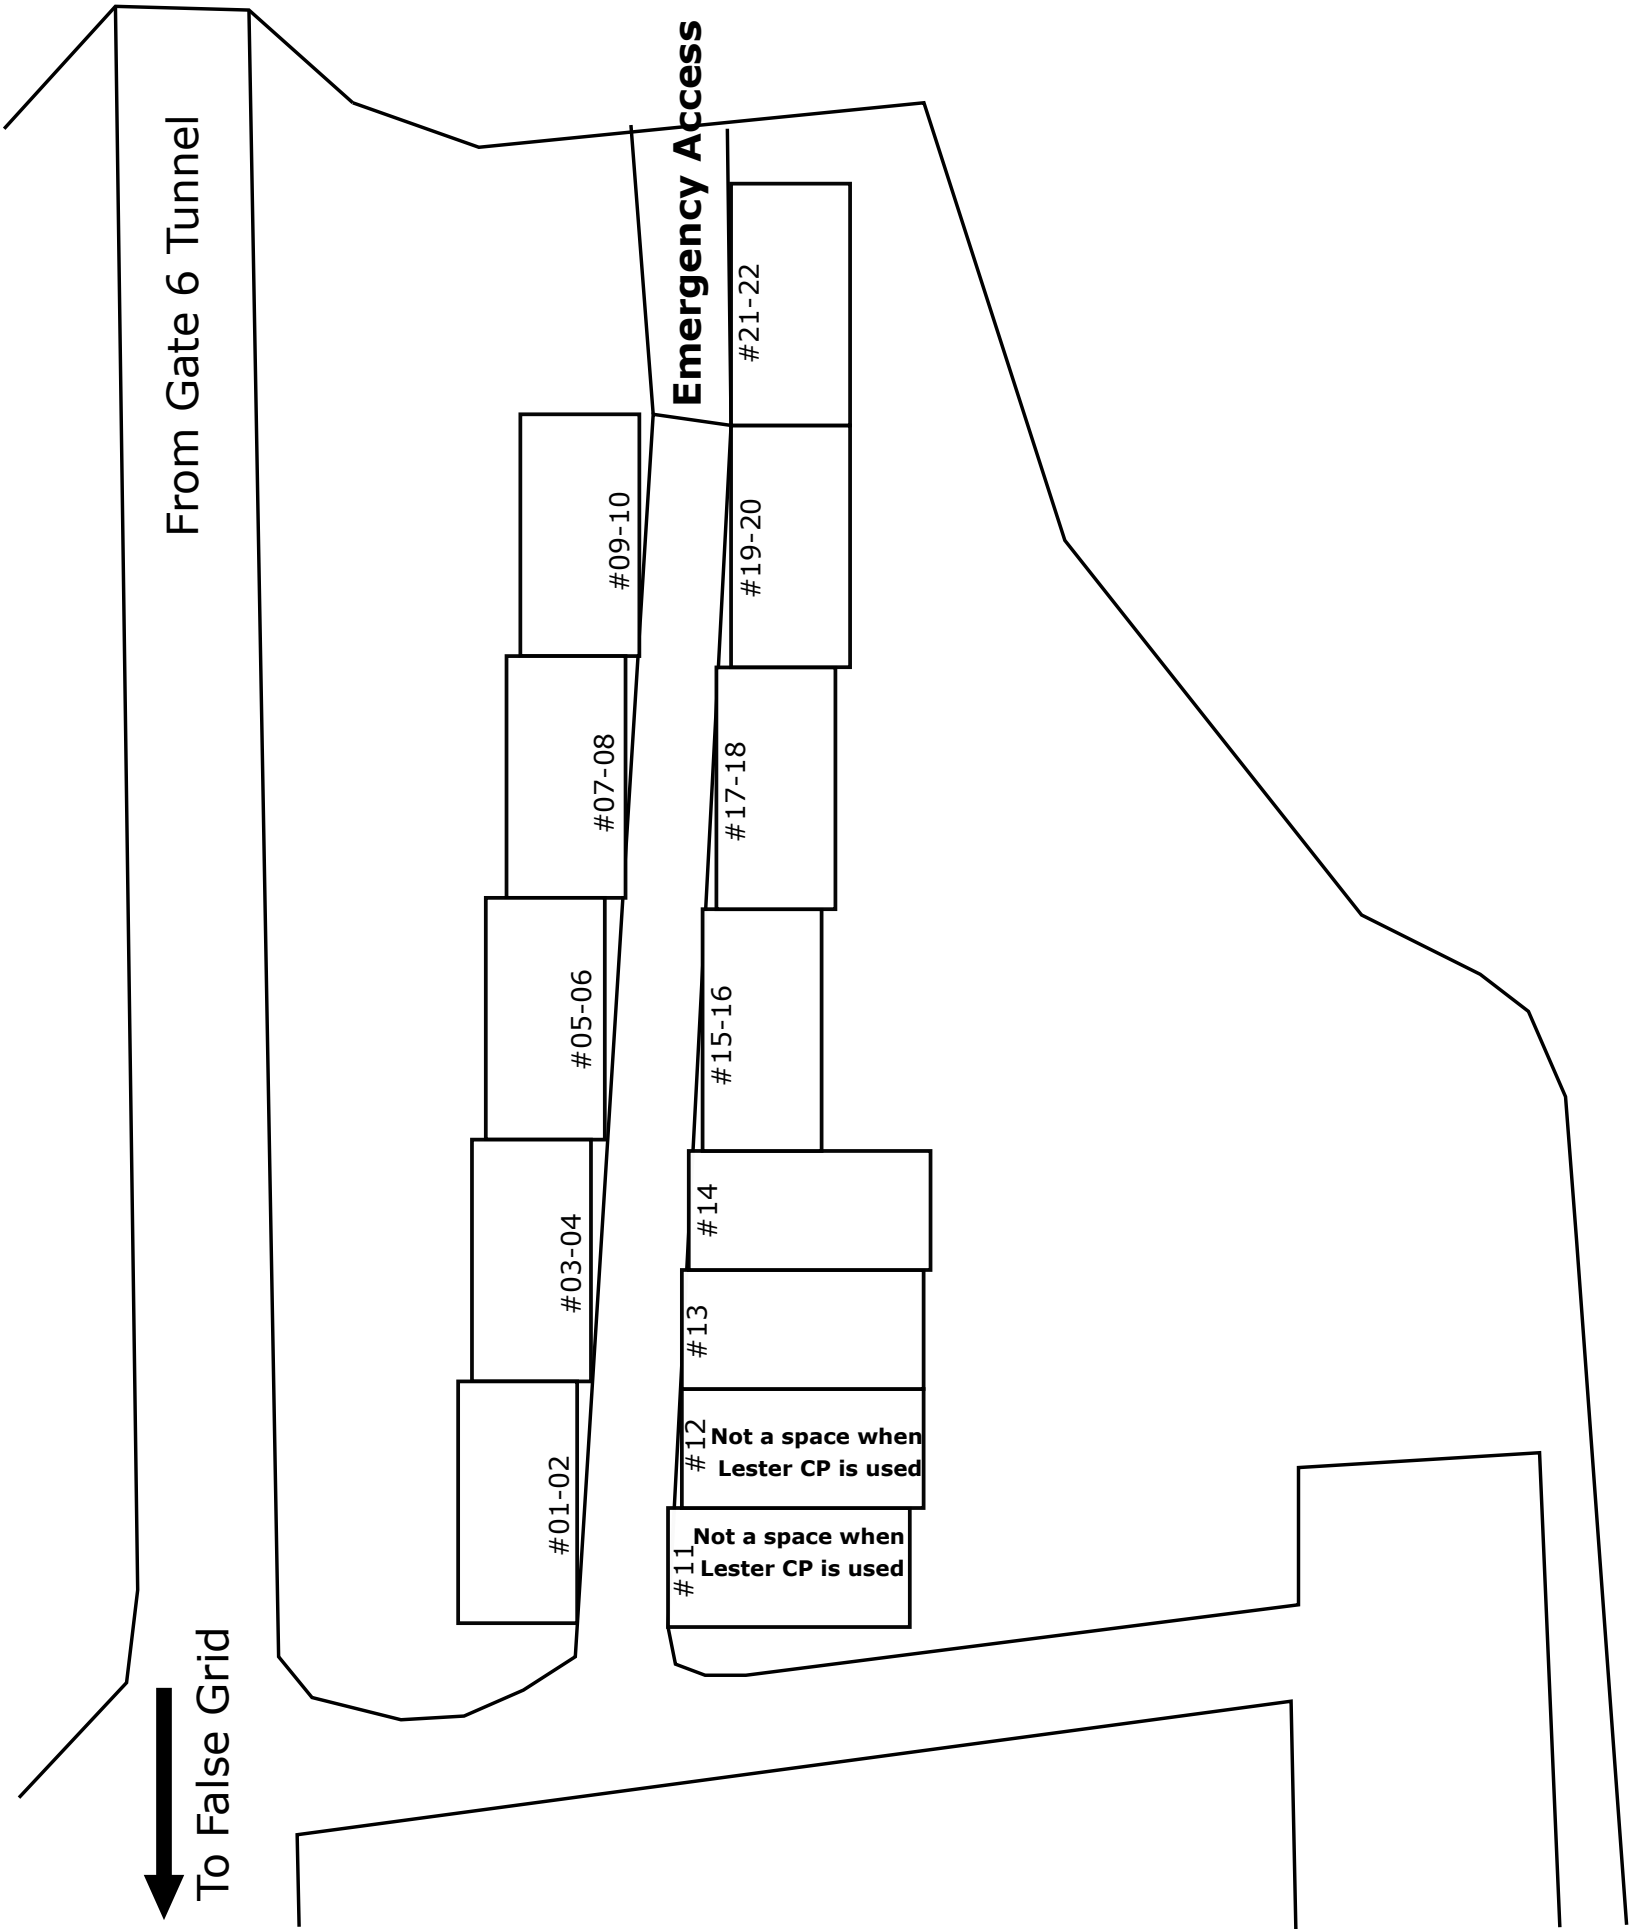 From Gate 6 Tunnel
Emergency Access
#21-22
#09-10
#19-20
#07-08
#17-18
#05-06
#15-16
#03-04
#14
#13
#12
Not a space when
Lester CP is used
#01-02
#11
Not a space when
Lester CP is used
To False Grid